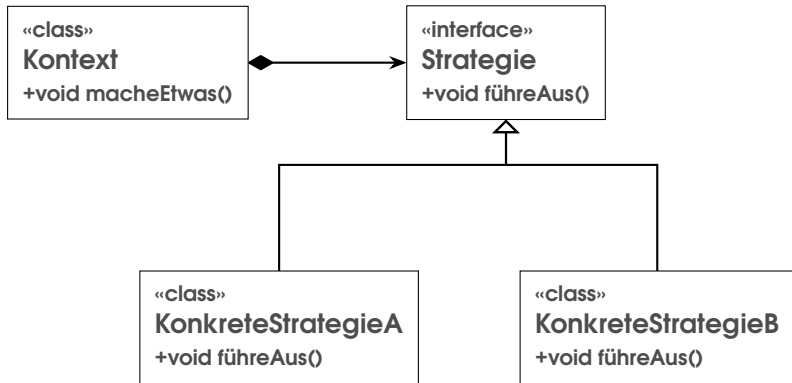 «class»
Kontext
+void macheEtwas()
«interface»
Strategie
+void führeAus()
«class»
KonkreteStrategieA
+void führeAus()
«class»
KonkreteStrategieB
+void führeAus()